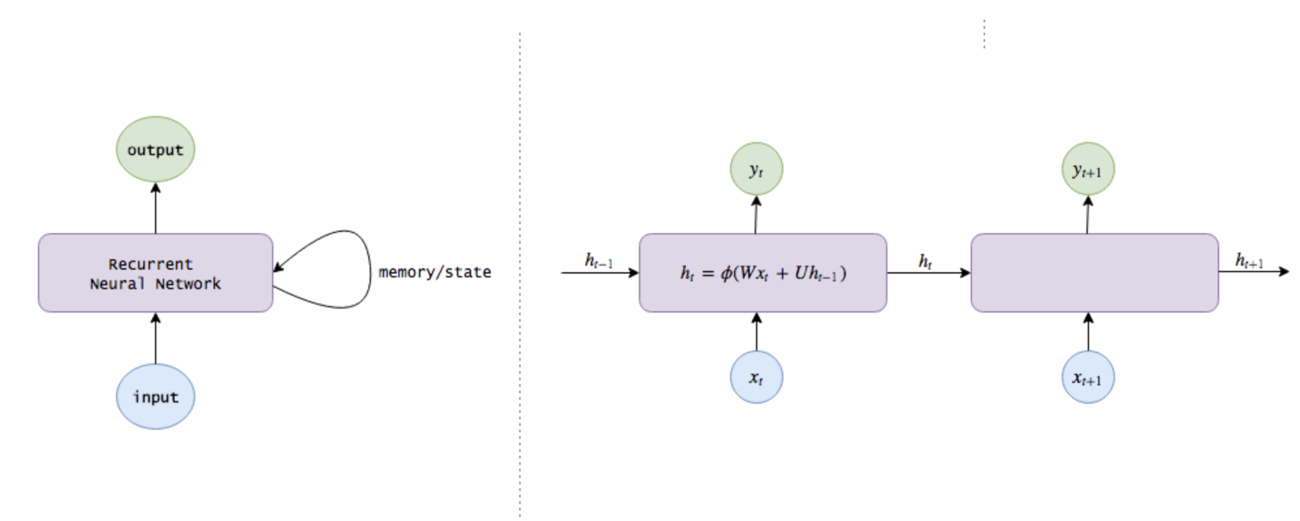 output
Recurrent
Neural Network
memory/state
input
yₜ
yₜ₊₁
hₜ₋₁
hₜ = ϕ(Wxₜ + Uhₜ₋₁)
hₜ
hₜ₊₁
xₜ
xₜ₊₁